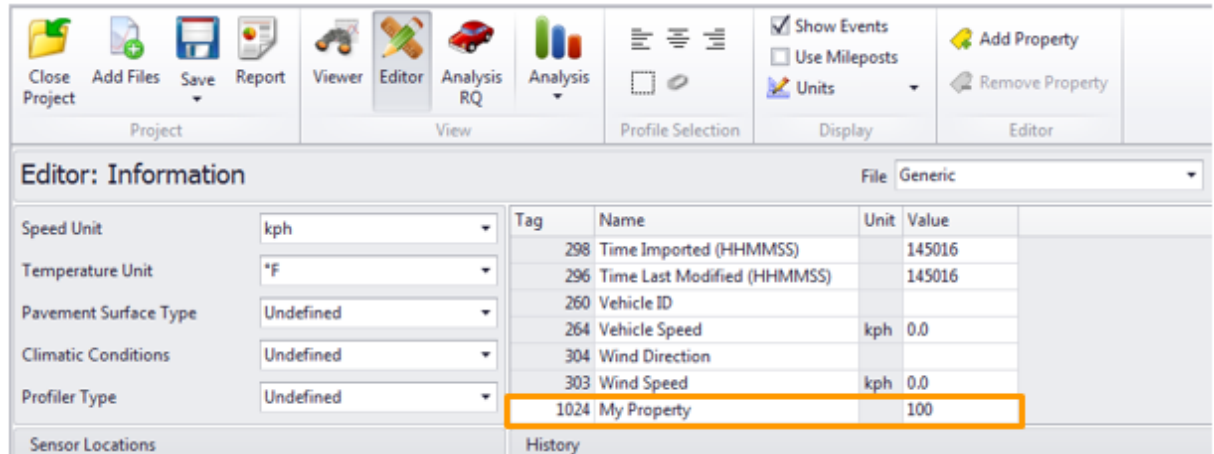 Close Project Add Files Save Report Viewer Editor Analysis RQ Analysis
Show Events
Use Mileposts
Units
Add Property
Remove Property
Project View Profile Selection Display Editor
Editor: Information File Generic
Speed Unit kph
Temperature Unit °F
Pavement Surface Type Undefined
Climatic Conditions Undefined
Profiler Type Undefined
Sensor Locations
Tag Name Unit Value
298 Time Imported (HHMMSS) 145016
296 Time Last Modified (HHMMSS) 145016
260 Vehicle ID
264 Vehicle Speed kph 0.0
304 Wind Direction
303 Wind Speed kph 0.0
1024 My Property 100
History